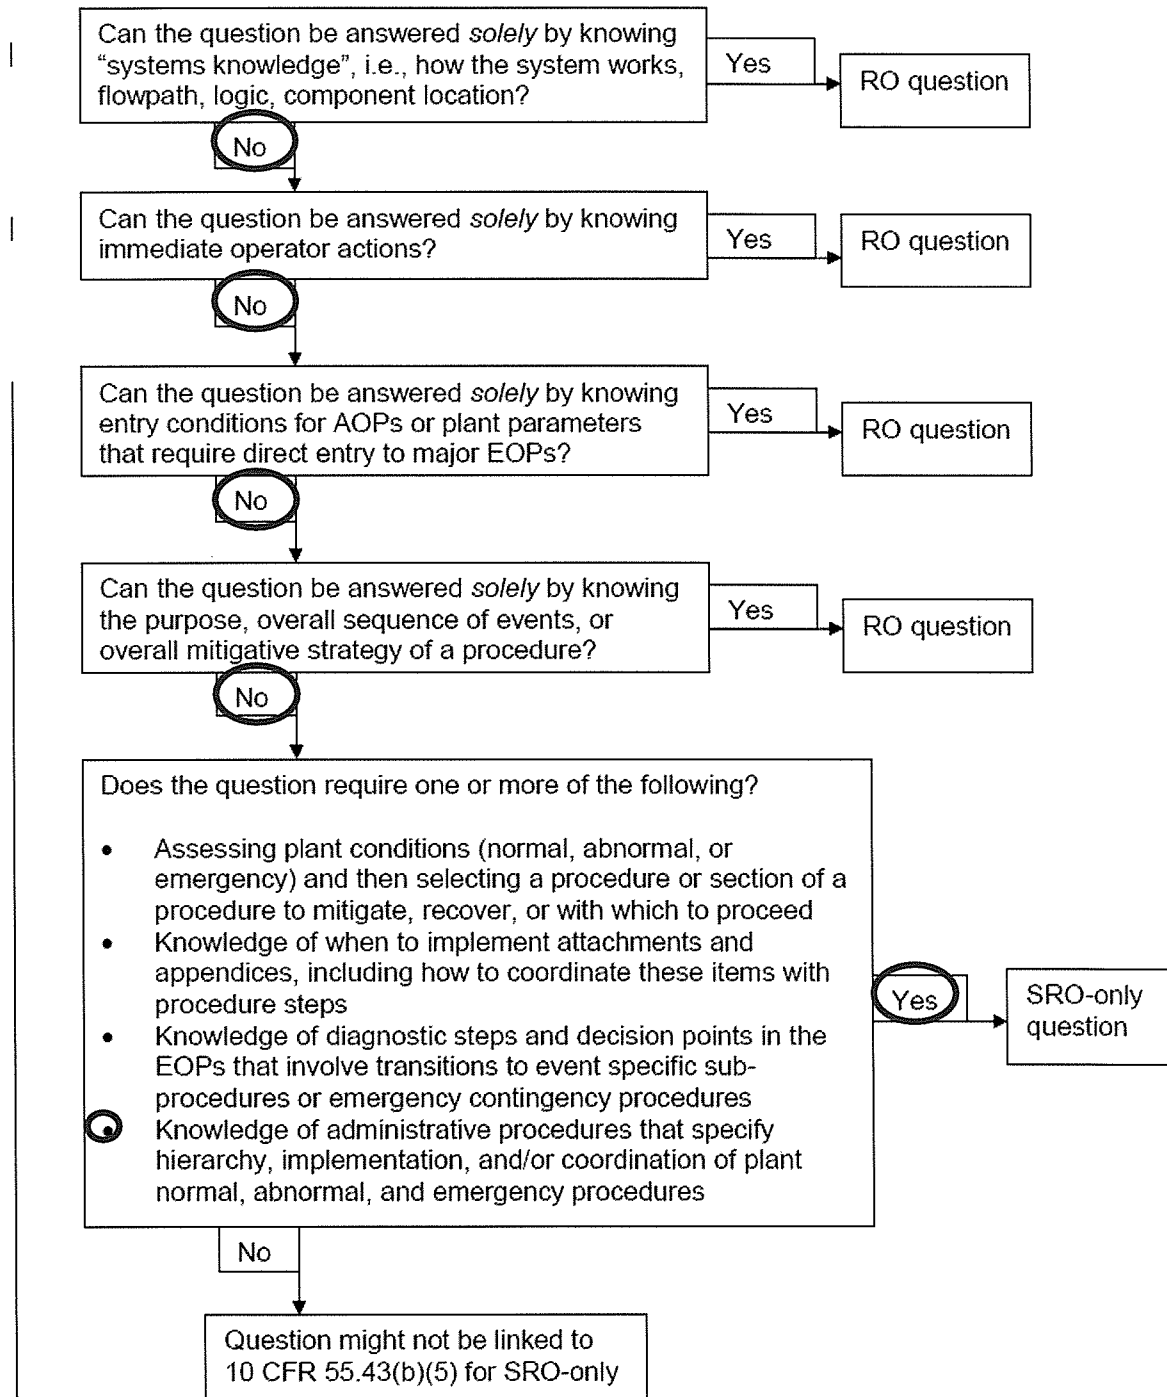 Can the question be answered solely by knowing
“systems knowledge”, i.e., how the system works,
flowpath, logic, component location?
Yes
RO question
No
Can the question be answered solely by knowing
immediate operator actions?
Yes
RO question
No
Can the question be answered solely by knowing
entry conditions for AOPs or plant parameters
that require direct entry to major EOPs?
Yes
RO question
No
Can the question be answered solely by knowing
the purpose, overall sequence of events, or
overall mitigative strategy of a procedure?
Yes
RO question
No
Does the question require one or more of the following?
• Assessing plant conditions (normal, abnormal, or
emergency) and then selecting a procedure or section of a
procedure to mitigate, recover, or with which to proceed
• Knowledge of when to implement attachments and
appendices, including how to coordinate these items with
procedure steps
• Knowledge of diagnostic steps and decision points in the
EOPs that involve transitions to event specific sub-
procedures or emergency contingency procedures
• Knowledge of administrative procedures that specify
hierarchy, implementation, and/or coordination of plant
normal, abnormal, and emergency procedures
Yes
SRO-only
question
No
Question might not be linked to
10 CFR 55.43(b)(5) for SRO-only